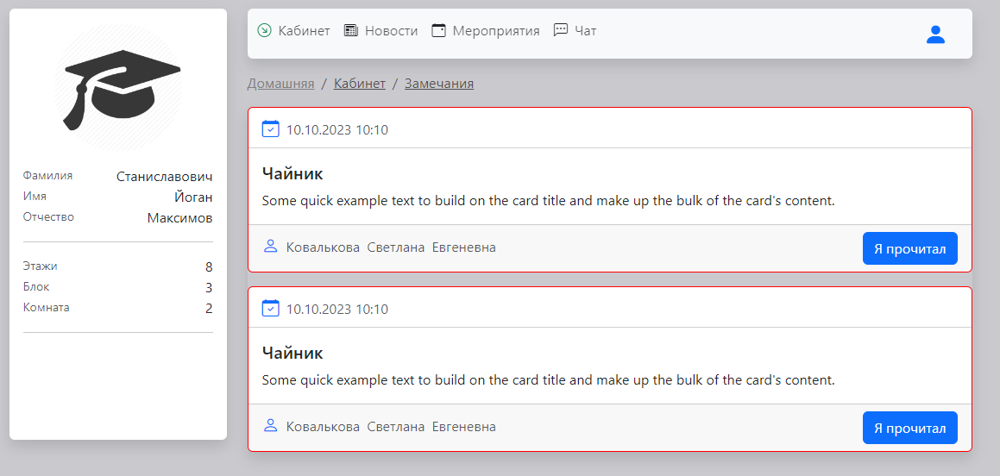 Кабинет Новости Мероприятия Чат
Домашняя / Кабинет / Замечания
Фамилия Станиславович
Имя Йоган
Отчество Максимов
Этажи 8
Блок 3
Комната 2
10.10.2023 10:10
Чайник
Some quick example text to build on the card title and make up the bulk of the card's content.
Ковалькова Светлана Евгеневна
Я прочитал
10.10.2023 10:10
Чайник
Some quick example text to build on the card title and make up the bulk of the card's content.
Ковалькова Светлана Евгеневна
Я прочитал